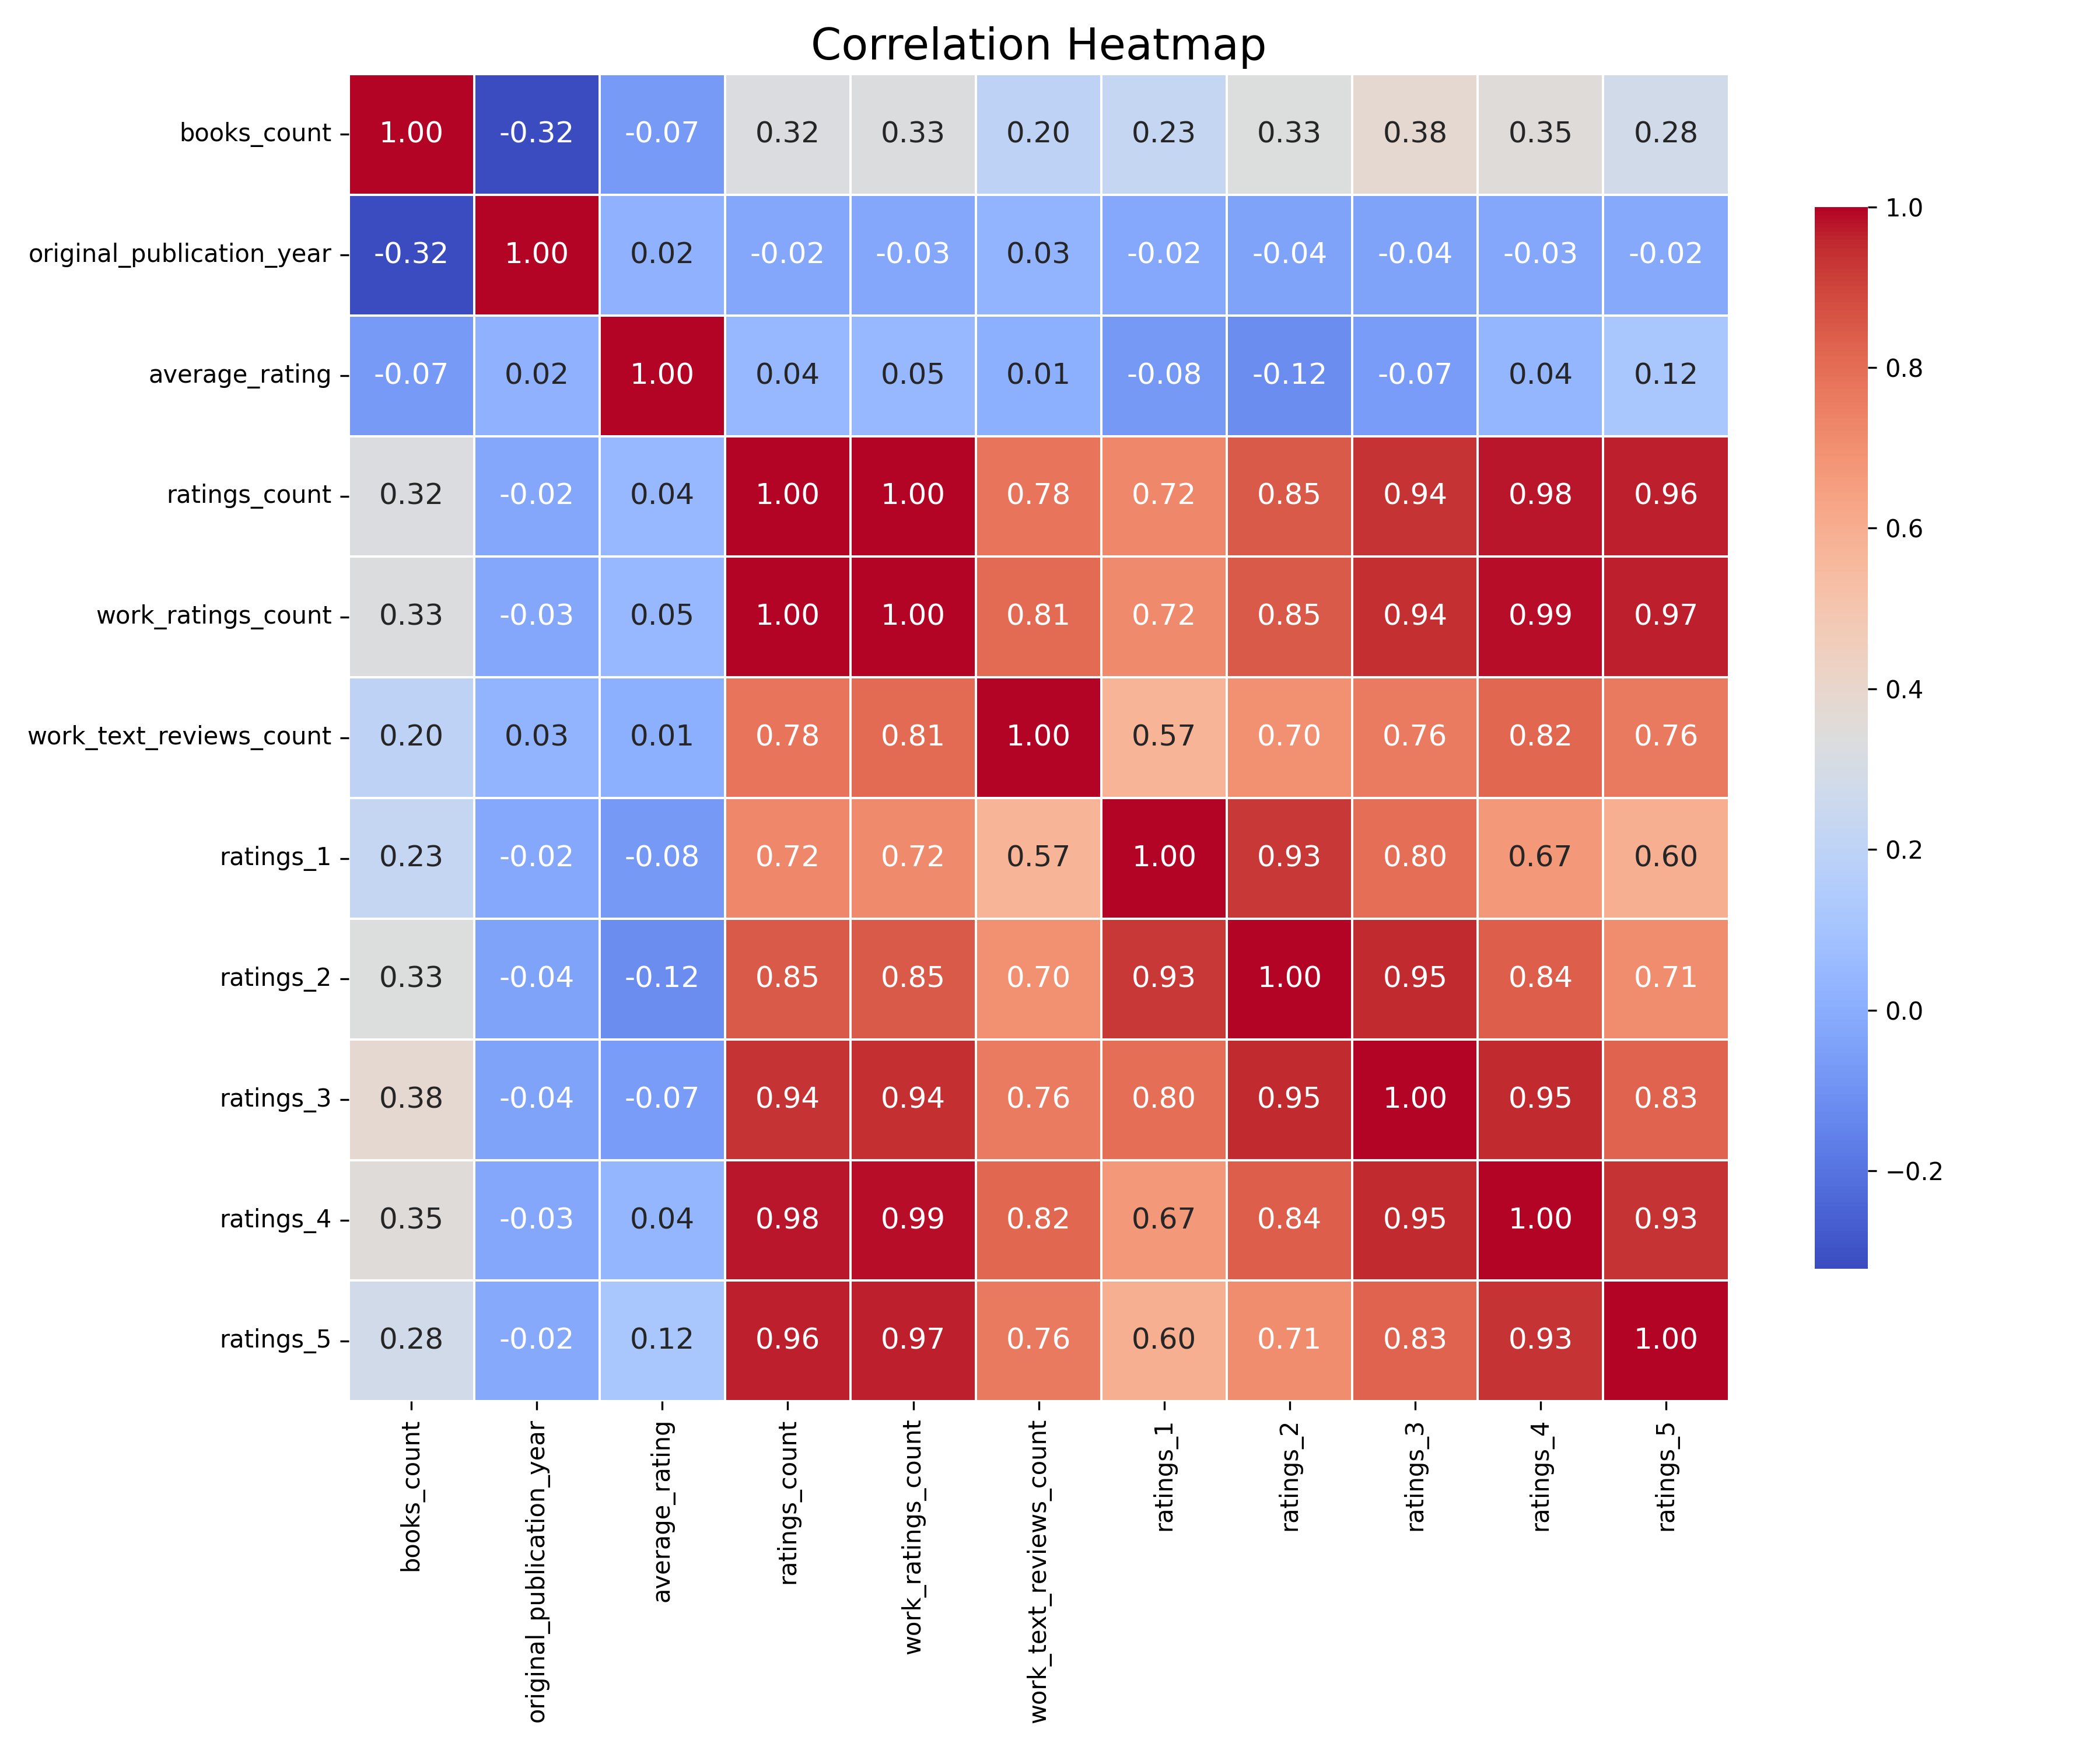 Correlation Heatmap
books_count 1.00 -0.32 -0.07 0.32 0.33 0.20 0.23 0.33 0.38 0.35 0.28
original_publication_year -0.32 1.00 0.02 -0.02 -0.03 0.03 -0.02 -0.04 -0.04 -0.03 -0.02
average_rating -0.07 0.02 1.00 0.04 0.05 0.01 -0.08 -0.12 -0.07 0.04 0.12
ratings_count 0.32 -0.02 0.04 1.00 1.00 0.78 0.72 0.85 0.94 0.98 0.96
work_ratings_count 0.33 -0.03 0.05 1.00 1.00 0.81 0.72 0.85 0.94 0.99 0.97
work_text_reviews_count 0.20 0.03 0.01 0.78 0.81 1.00 0.57 0.70 0.76 0.82 0.76
ratings_1 0.23 -0.02 -0.08 0.72 0.72 0.57 1.00 0.93 0.80 0.67 0.60
ratings_2 0.33 -0.04 -0.12 0.85 0.85 0.70 0.93 1.00 0.95 0.84 0.71
ratings_3 0.38 -0.04 -0.07 0.94 0.94 0.76 0.80 0.95 1.00 0.95 0.83
ratings_4 0.35 -0.03 0.04 0.98 0.99 0.82 0.67 0.84 0.95 1.00 0.93
ratings_5 0.28 -0.02 0.12 0.96 0.97 0.76 0.60 0.71 0.83 0.93 1.00
books_count
original_publication_year
average_rating
ratings_count
work_ratings_count
work_text_reviews_count
ratings_1
ratings_2
ratings_3
ratings_4
ratings_5
1.0
0.8
0.6
0.4
0.2
0.0
−0.2